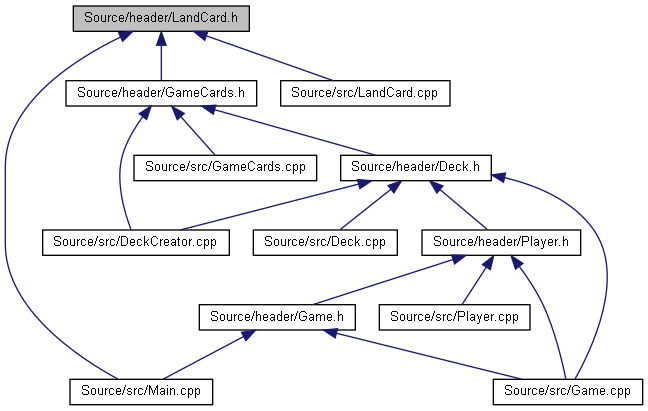 Source/header/LandCard.h
Source/header/GameCards.h
Source/src/LandCard.cpp
Source/src/GameCards.cpp
Source/header/Deck.h
Source/src/DeckCreator.cpp
Source/src/Deck.cpp
Source/header/Player.h
Source/header/Game.h
Source/src/Player.cpp
Source/src/Main.cpp
Source/src/Game.cpp